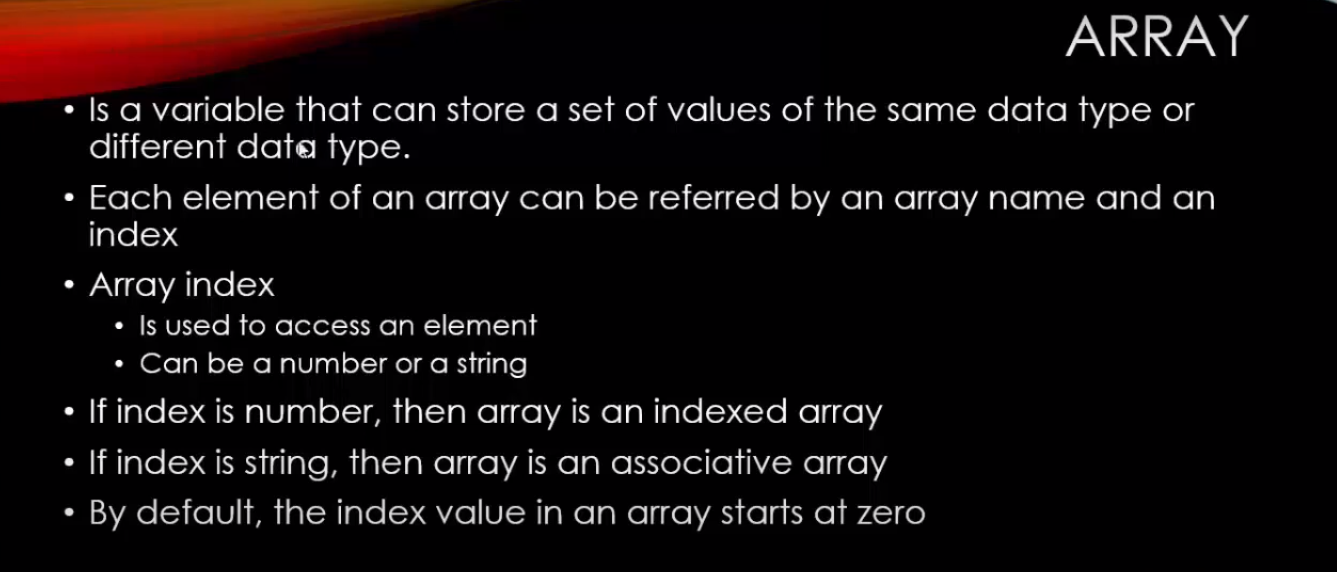 ARRAY
• Is a variable that can store a set of values of the same data type or
different data type.
• Each element of an array can be referred by an array name and an
index
• Array index
• Is used to access an element
• Can be a number or a string
• If index is number, then array is an indexed array
• If index is string, then array is an associative array
• By default, the index value in an array starts at zero